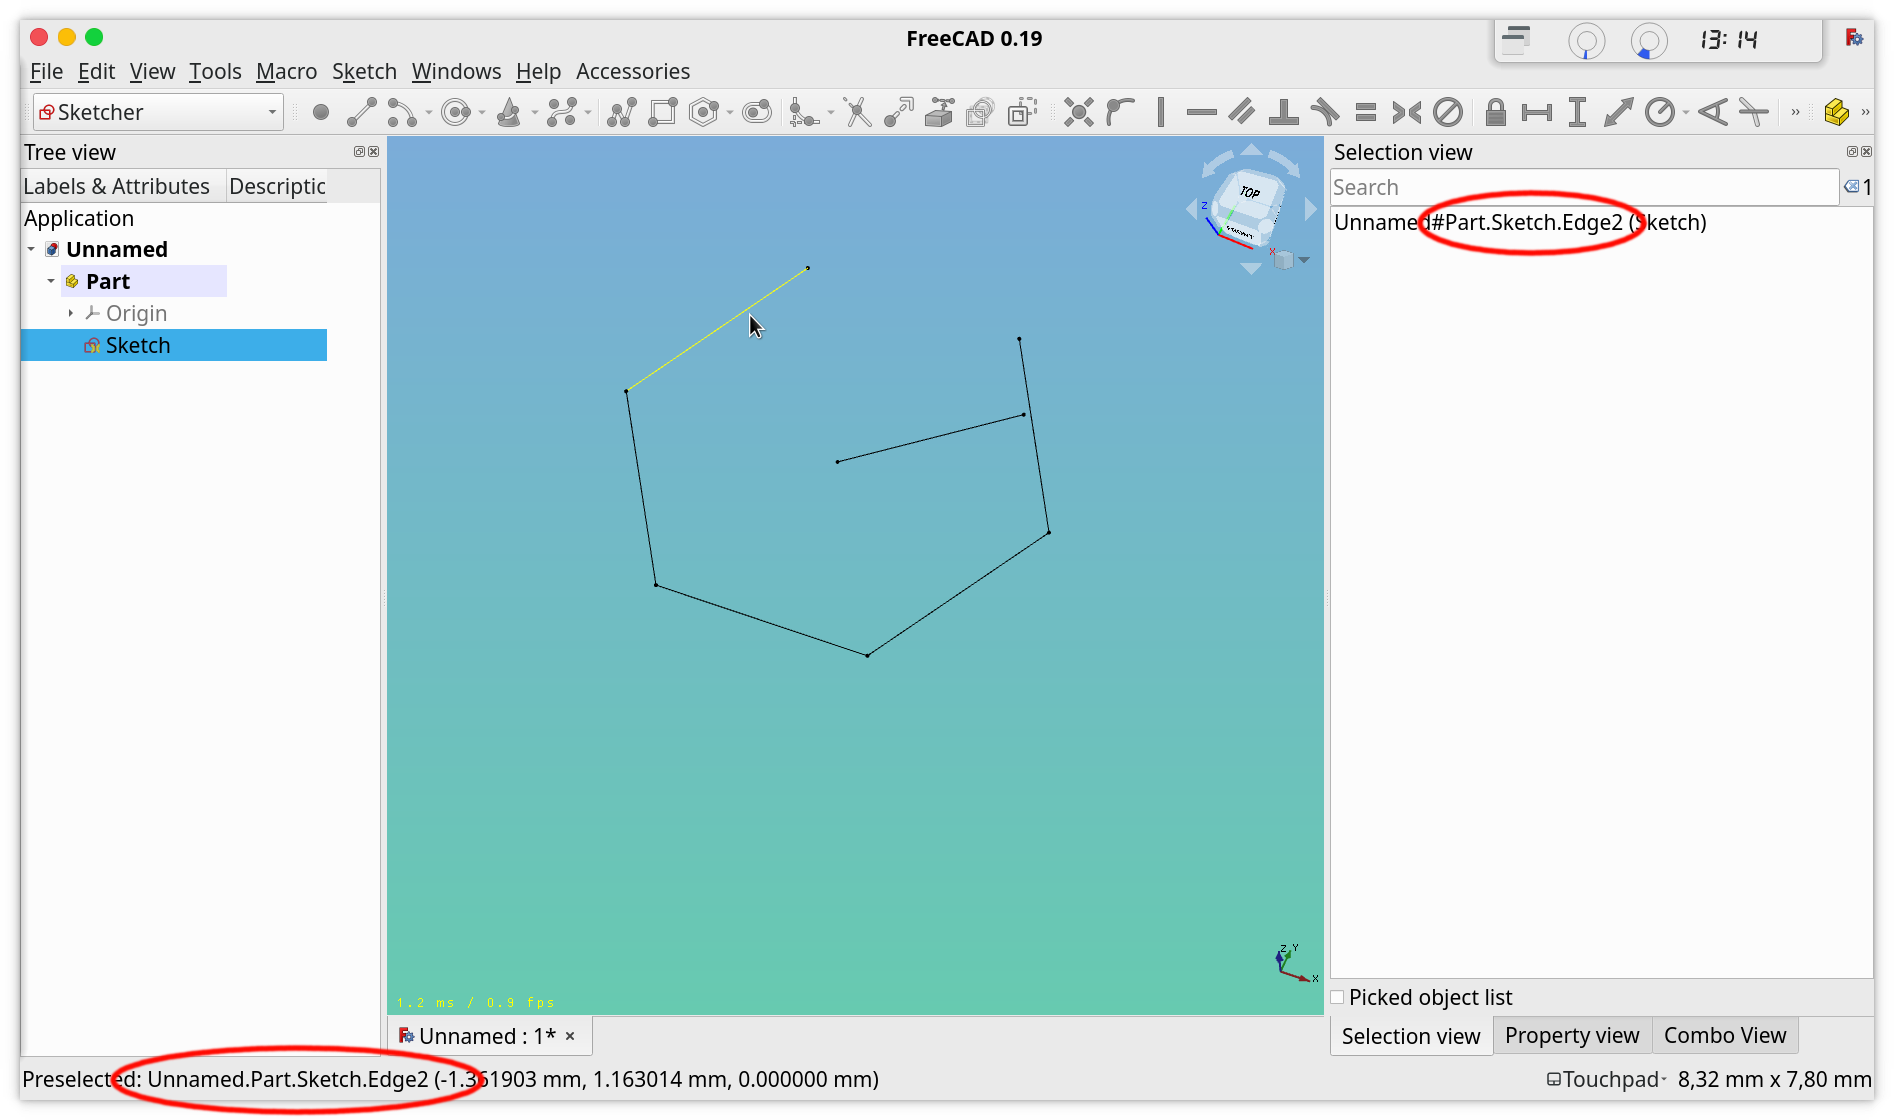 FreeCAD 0.19
13:14
File Edit View Tools Macro Sketch Windows Help Accessories
Sketcher
»
»
Tree view
Labels & Attributes Descriptic
Application
Unnamed
Part
Origin
Sketch
TOP
FRONT
Z
X
Z Y
X
1.2 ms / 0.9 fps
Unnamed : 1*
Selection view
Search
1
Unnamed#Part.Sketch.Edge2 (Sketch)
Picked object list
Selection view Property view Combo View
Preselected: Unnamed.Part.Sketch.Edge2 (-1.361903 mm, 1.163014 mm, 0.000000 mm)
Touchpad 8,32 mm x 7,80 mm